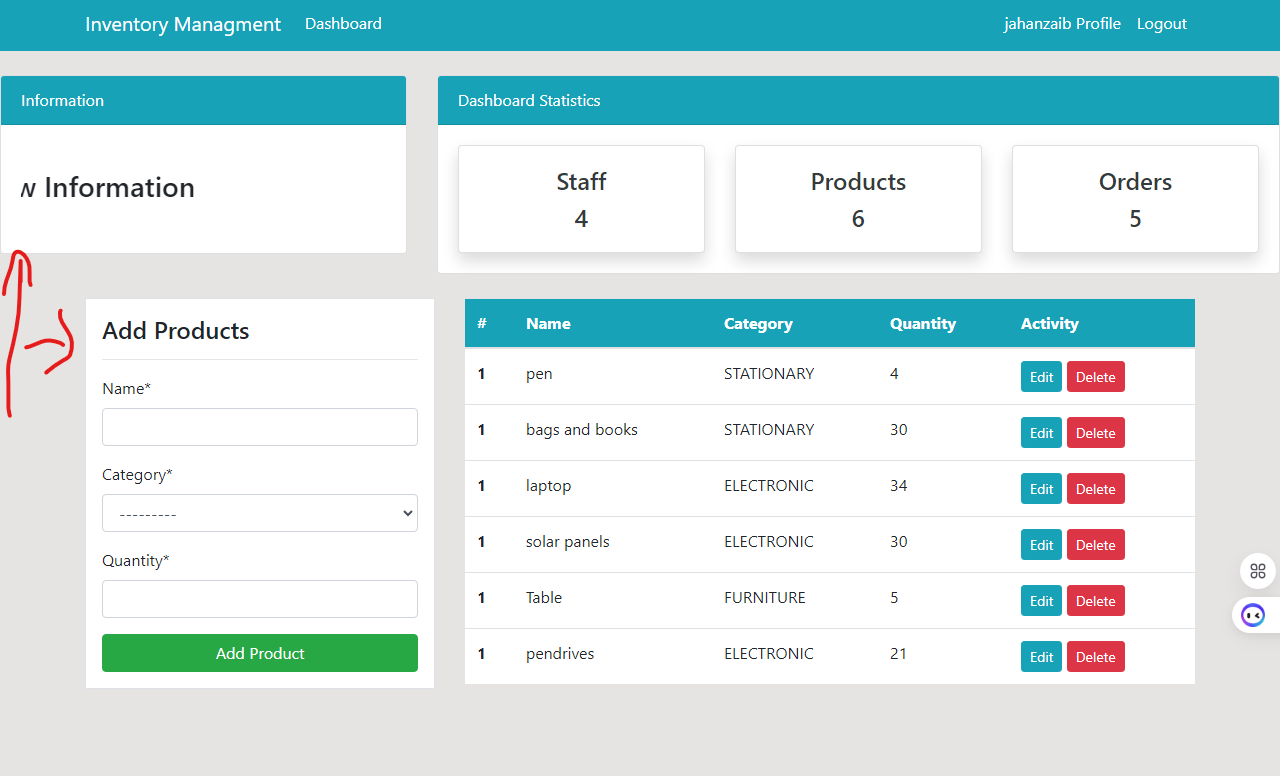 Inventory Managment Dashboard jahanzaib Profile Logout
Information
Information
Dashboard Statistics
Staff
4
Products
6
Orders
5
Add Products
Name*
Category*
---------
Quantity*
Add Product
# Name Category Quantity Activity
1 pen STATIONARY 4 Edit Delete
1 bags and books STATIONARY 30 Edit Delete
1 laptop ELECTRONIC 34 Edit Delete
1 solar panels ELECTRONIC 30 Edit Delete
1 Table FURNITURE 5 Edit Delete
1 pendrives ELECTRONIC 21 Edit Delete